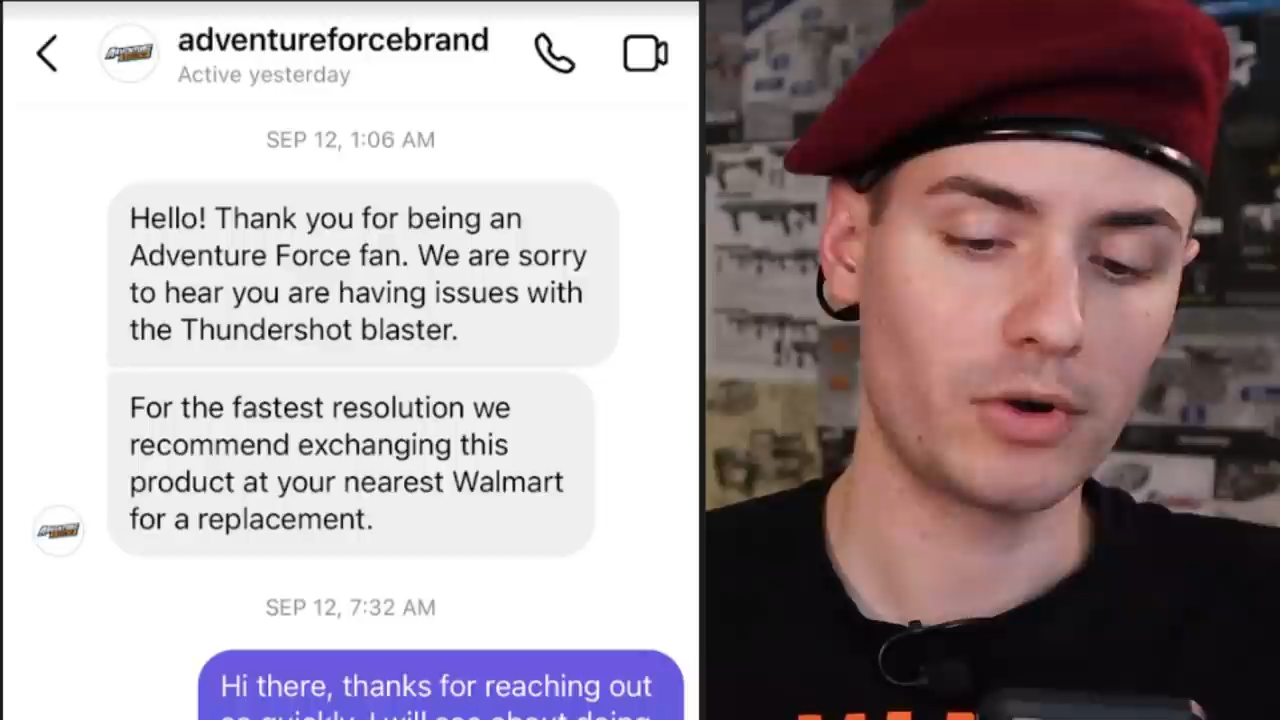 adventureforcebrand
Active yesterday
SEP 12, 1:06 AM
Hello! Thank you for being an
Adventure Force fan. We are sorry
to hear you are having issues with
the Thundershot blaster.
For the fastest resolution we
recommend exchanging this
product at your nearest Walmart
for a replacement.
SEP 12, 7:32 AM
Hi there, thanks for reaching out